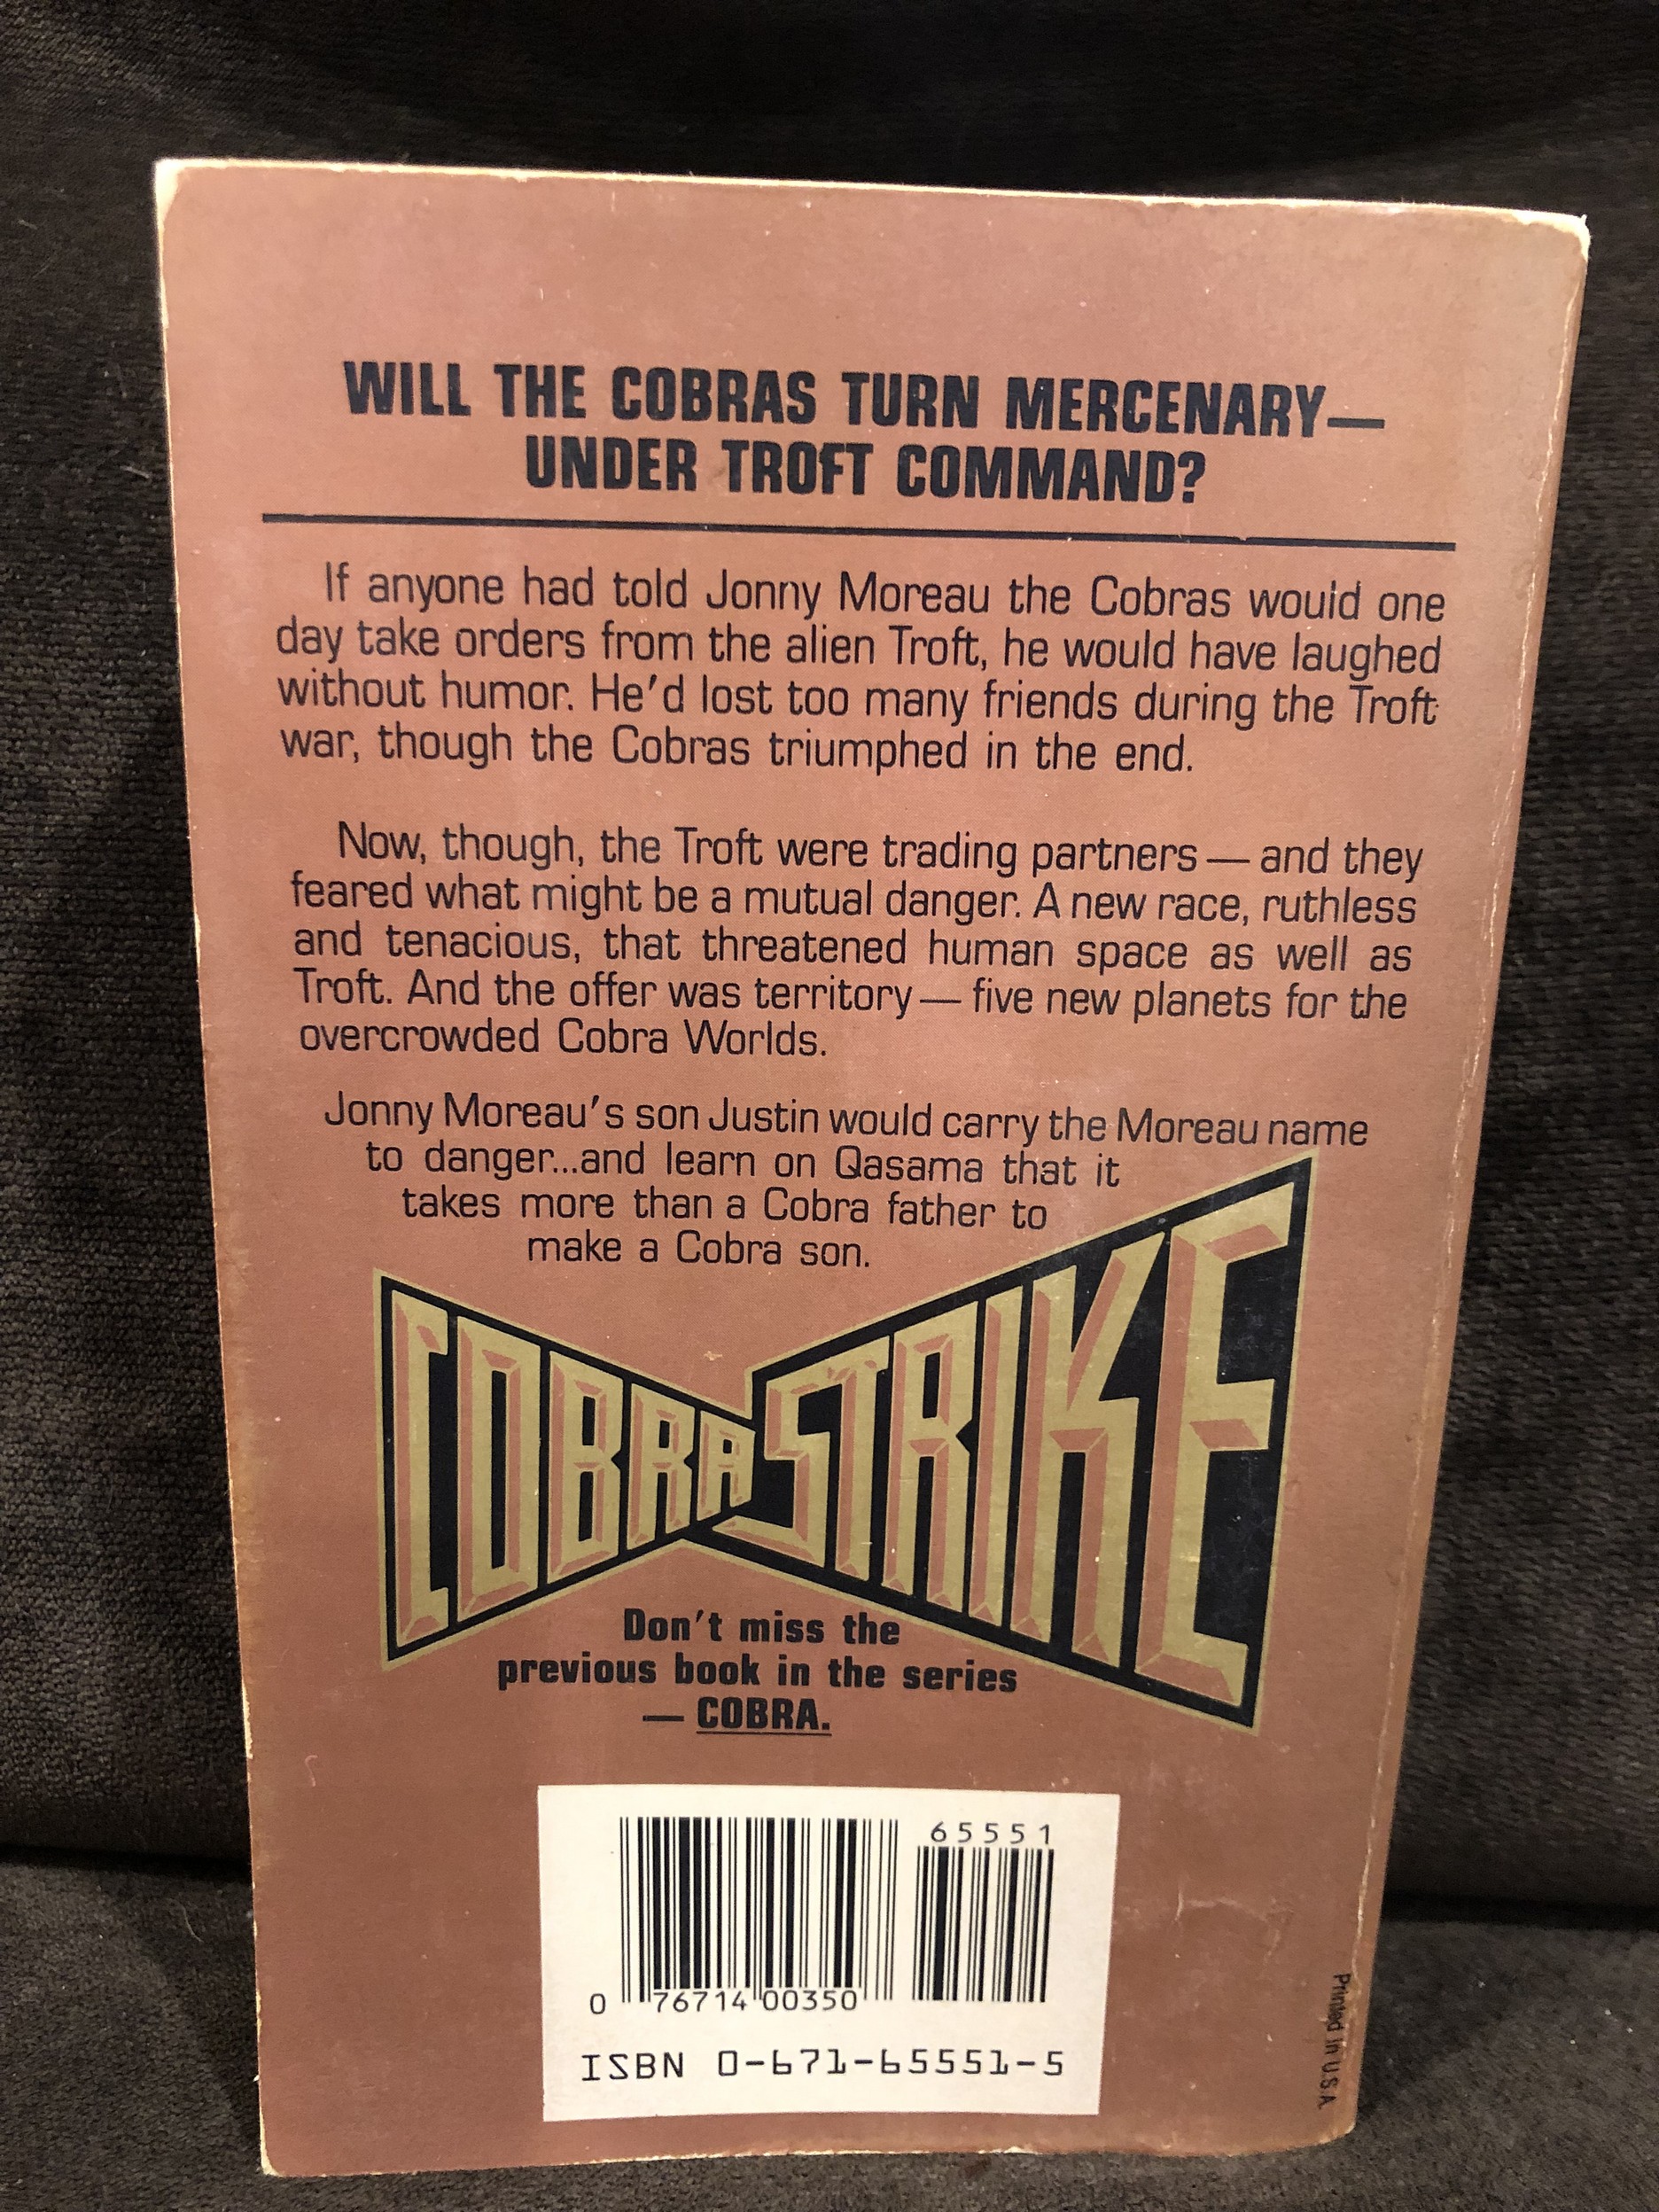 WILL THE COBRAS TURN MERCENARY—
UNDER TROFT COMMAND?
If anyone had told Jonny Moreau the Cobras would one
day take orders from the alien Troft, he would have laughed
without humor. He'd lost too many friends during the Troft
war, though the Cobras triumphed in the end.
Now, though, the Troft were trading partners — and they
feared what might be a mutual danger. A new race, ruthless
and tenacious, that threatened human space as well as
Troft. And the offer was territory — five new planets for the
overcrowded Cobra Worlds.
Jonny Moreau's son Justin would carry the Moreau name
to danger...and learn on Qasama that it
takes more than a Cobra father to
make a Cobra son.
COBRA STRIKE
Don't miss the
previous book in the series
— COBRA.
65551
0 76714 00350
ISBN 0-671-65551-5
Printed in U.S.A.